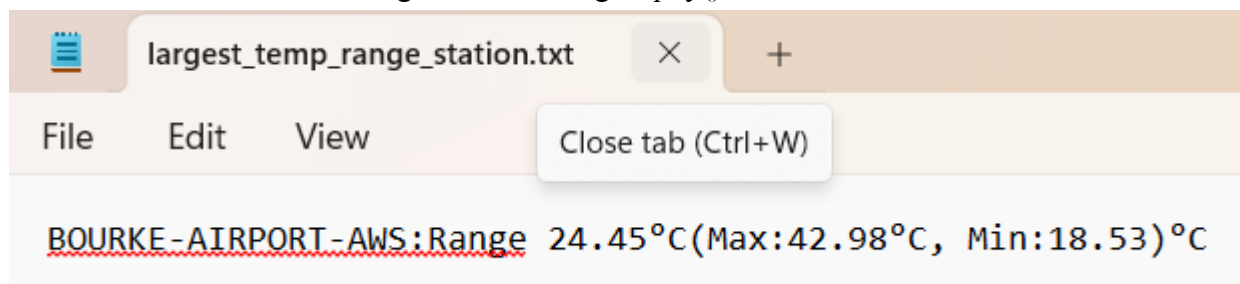 largest_temp_range_station.txt
File Edit View Close tab (Ctrl+W)
BOURKE-AIRPORT-AWS:Range 24.45°C(Max:42.98°C, Min:18.53)°C